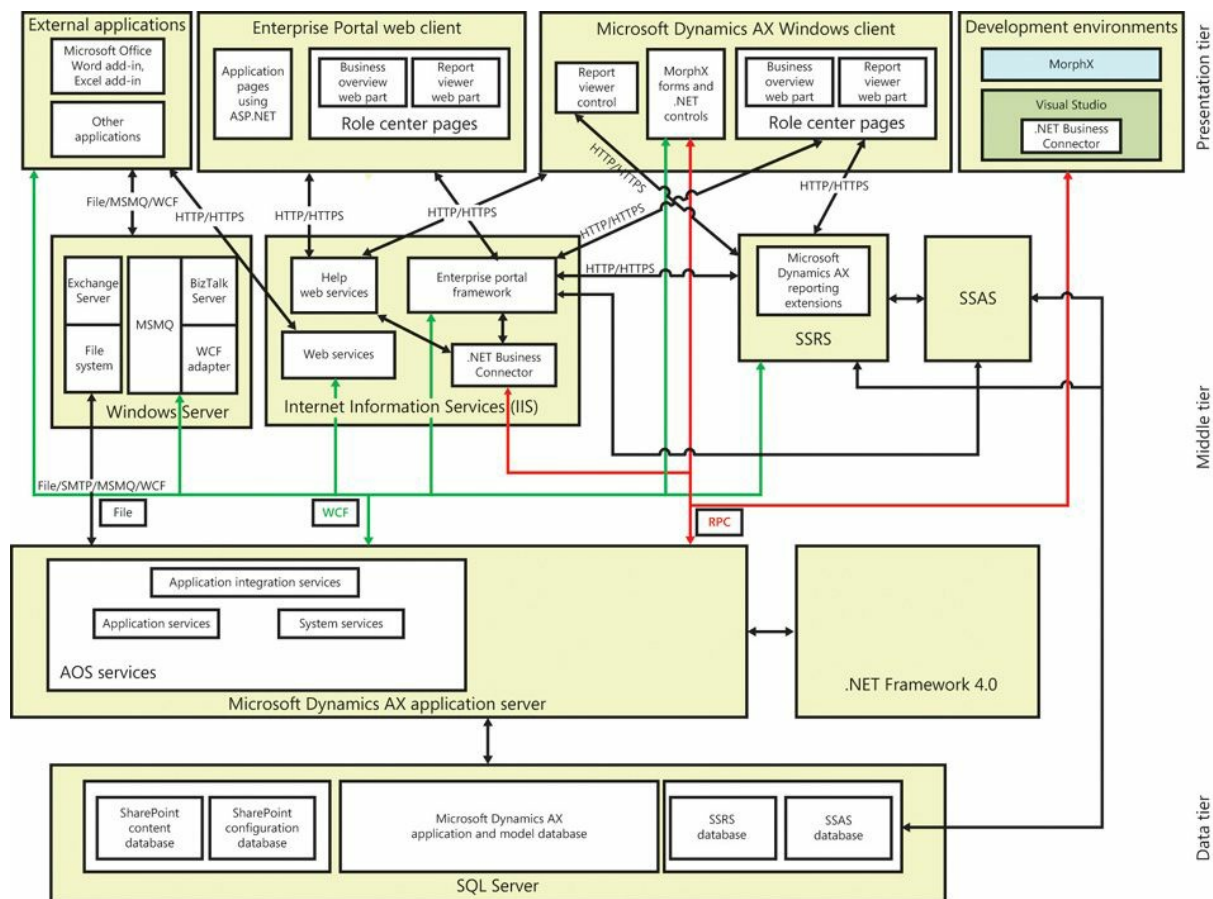 External applications
Microsoft Office
Word add-in,
Excel add-in
Other
applications
Enterprise Portal web client
Application
pages
using
ASP.NET
Business
overview
web part
Report
viewer
web part
Role center pages
Microsoft Dynamics AX Windows client
Report
viewer
control
MorphX
forms and
.NET
controls
Business
overview
web part
Report
viewer
web part
Role center pages
Development environments
MorphX
Visual Studio
.NET Business
Connector
Presentation tier
File/MSMQ/WCF
HTTP/HTTPS
HTTP/HTTPS
HTTP/HTTPS
HTTP/HTTPS
HTTP/HTTPS
HTTP/HTTPS
HTTP/HTTPS
Exchange
Server
File
system
MSMQ
BizTalk
Server
WCF
adapter
Windows Server
Help
web services
Enterprise portal
framework
Web services
.NET Business
Connector
Internet Information Services (IIS)
Microsoft
Dynamics AX
reporting
extensions
SSRS
SSAS
Middle tier
File/SMTP/MSMQ/WCF
File
WCF
RPC
Application integration services
Application services
System services
AOS services
Microsoft Dynamics AX application server
.NET Framework 4.0
SharePoint
content
database
SharePoint
configuration
database
Microsoft Dynamics AX
application and model database
SSRS
database
SSAS
database
SQL Server
Data tier